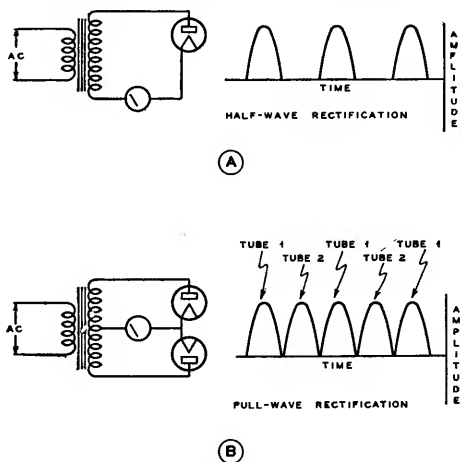 AC
TIME
AMPLITUDE
HALF-WAVE RECTIFICATION
A
TUBE 1 TUBE 1 TUBE 1
TUBE 2 TUBE 2
AC
TIME
AMPLITUDE
PULL-WAVE RECTIFICATION
B